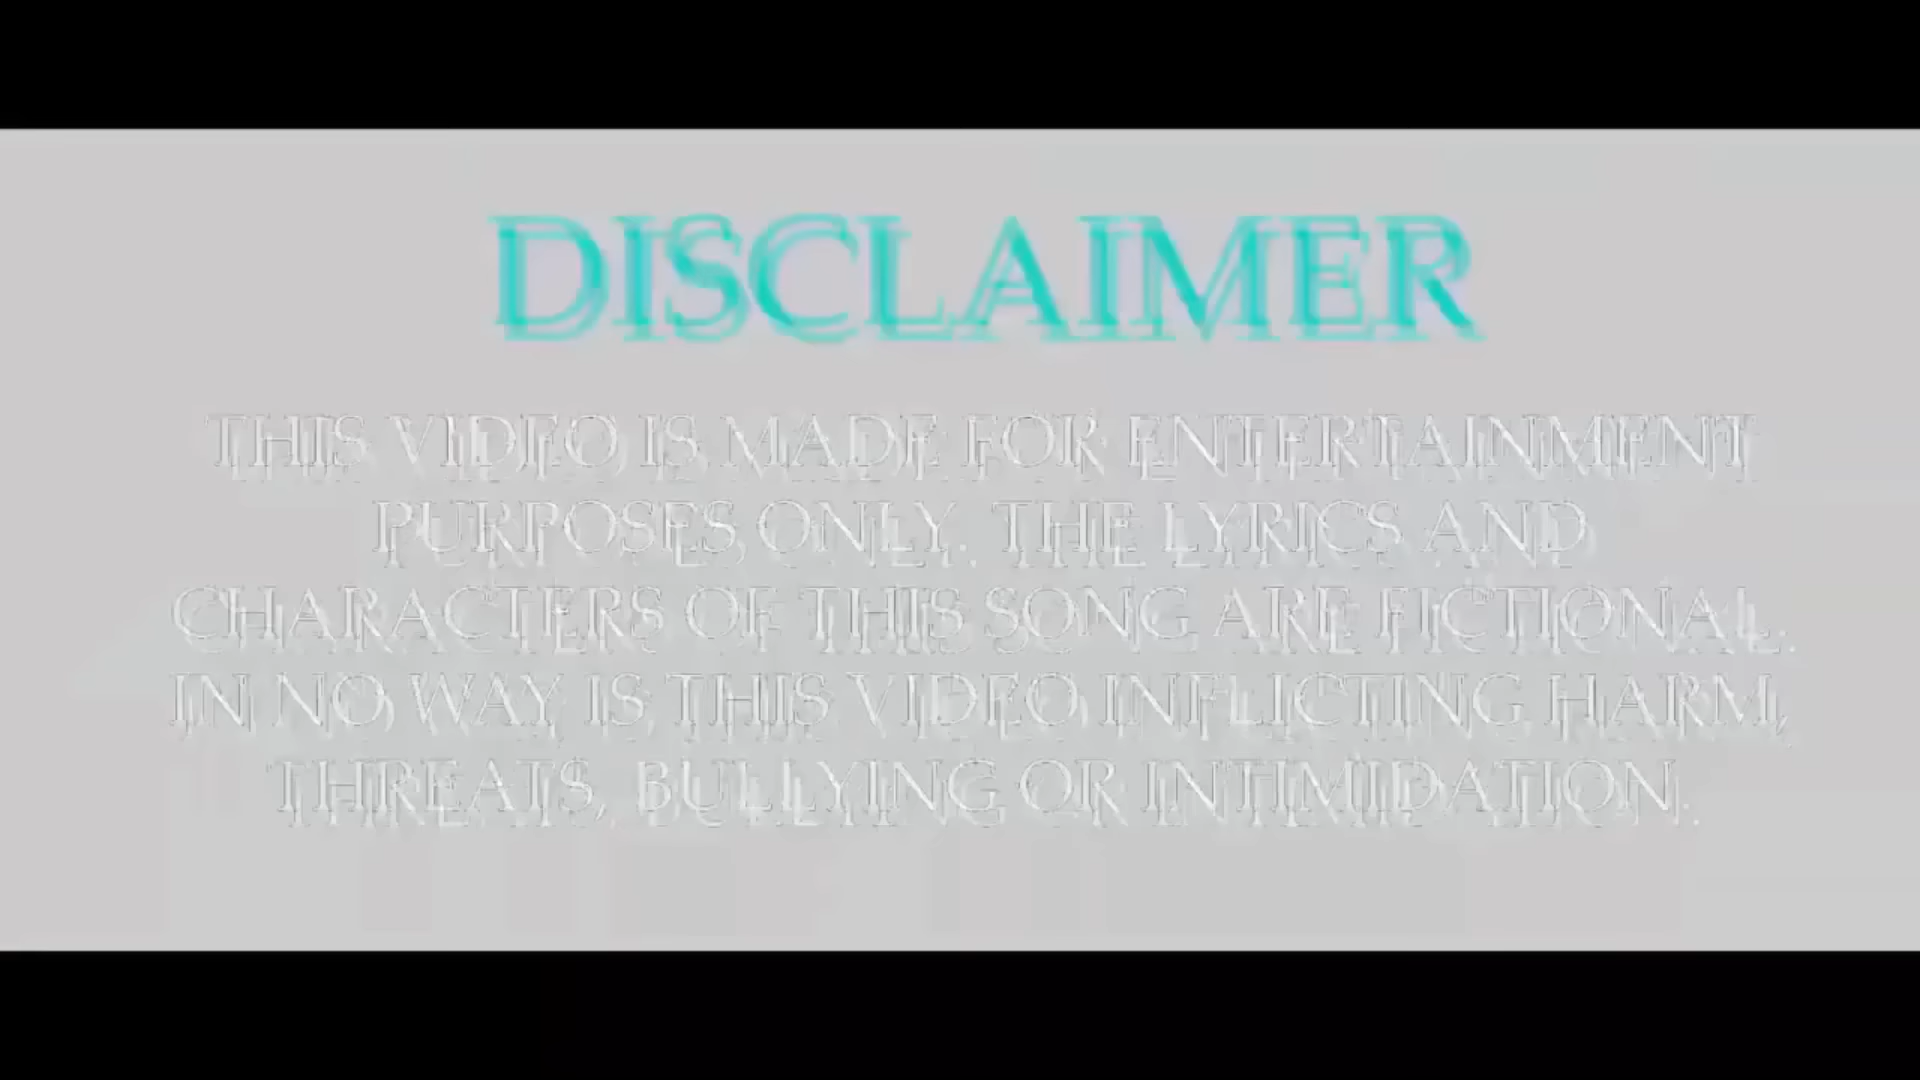 DISCLAIMER
THIS VIDEO IS MADE FOR ENTERTAINMENT
PURPOSES ONLY. THE LYRICS AND
CHARACTERS OF THIS SONG ARE FICTIONAL.
IN NO WAY IS THIS VIDEO INFLICTING HARM,
THREATS, BULLYING OR INTIMIDATION.